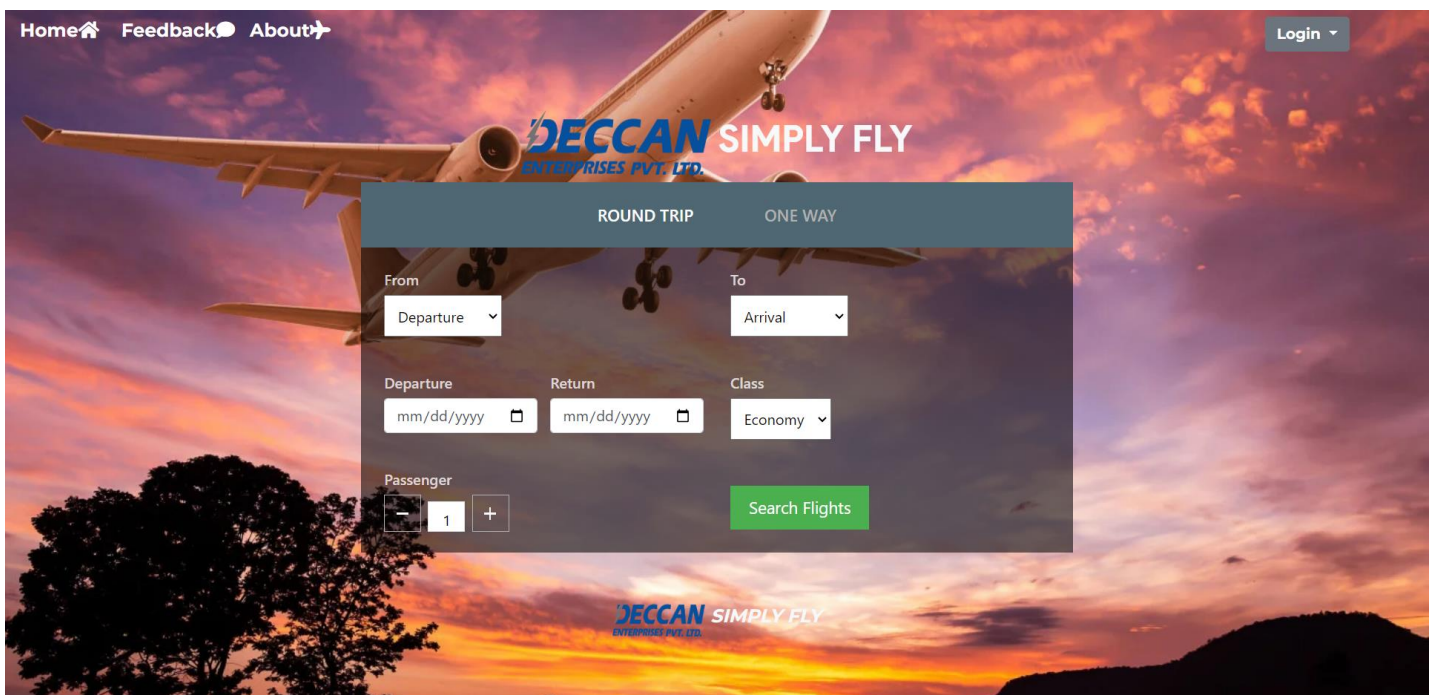 Home Feedback About Login
DECCAN SIMPLY FLY
ENTERPRISES PVT. LTD.
ROUND TRIP ONE WAY
From To
Departure Arrival
Departure Return Class
mm/dd/yyyy mm/dd/yyyy Economy
Passenger
- 1 + Search Flights
DECCAN SIMPLY FLY
ENTERPRISES PVT. LTD.